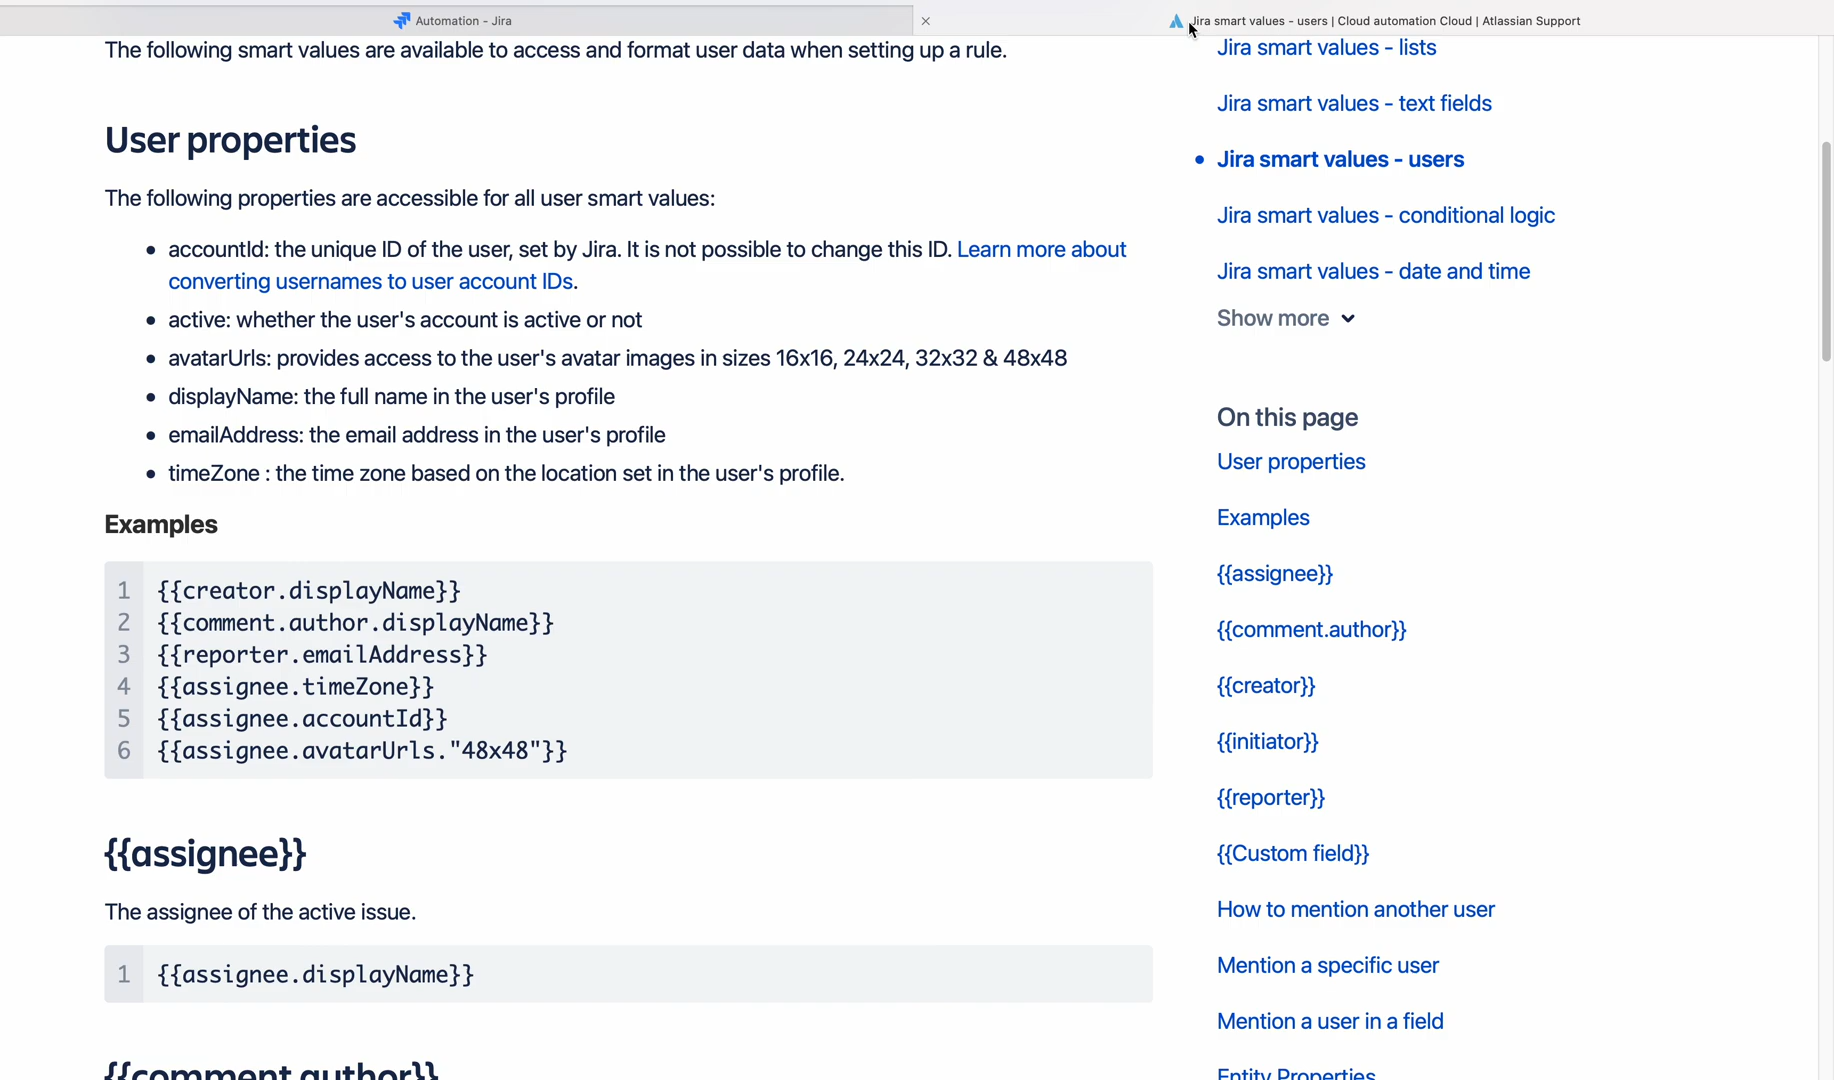 Automation - Jira
Jira smart values - users | Cloud automation Cloud | Atlassian Support
The following smart values are available to access and format user data when setting up a rule.
User properties
The following properties are accessible for all user smart values:
accountId: the unique ID of the user, set by Jira. It is not possible to change this ID. Learn more about
converting usernames to user account IDs.
active: whether the user's account is active or not
avatarUrls: provides access to the user's avatar images in sizes 16x16, 24x24, 32x32 & 48x48
displayName: the full name in the user's profile
emailAddress: the email address in the user's profile
timeZone : the time zone based on the location set in the user's profile.
Examples
1 {{creator.displayName}}
2 {{comment.author.displayName}}
3 {{reporter.emailAddress}}
4 {{assignee.timeZone}}
5 {{assignee.accountId}}
6 {{assignee.avatarUrls."48x48"}}
{{assignee}}
The assignee of the active issue.
1 {{assignee.displayName}}
{{comment.author}}
Jira smart values - lists
Jira smart values - text fields
Jira smart values - users
Jira smart values - conditional logic
Jira smart values - date and time
Show more
On this page
User properties
Examples
{{assignee}}
{{comment.author}}
{{creator}}
{{initiator}}
{{reporter}}
{{Custom field}}
How to mention another user
Mention a specific user
Mention a user in a field
Entity Properties